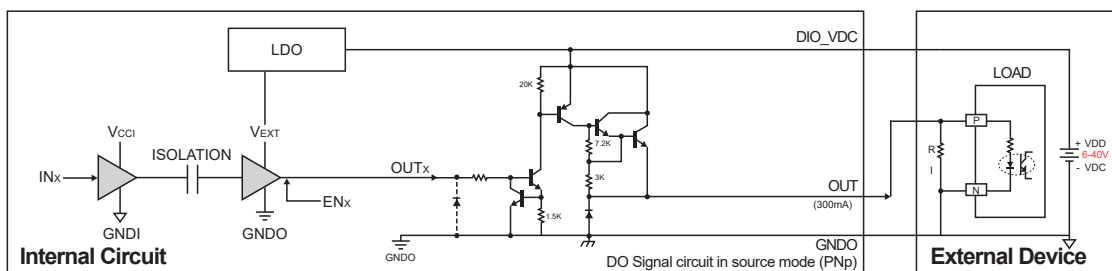 LDO
DIO_VDC
LOAD
20K
VCCI
VEXT
ISOLATION
7.2K
P
R
I
+ VDD
6-40V
- VDC
INx
OUTx
3K
ENx
OUT
(300mA)
N
1.5K
GNDI
GNDO
GNDO
GNDO
Internal Circuit
DO Signal circuit in source mode (PNp)
External Device